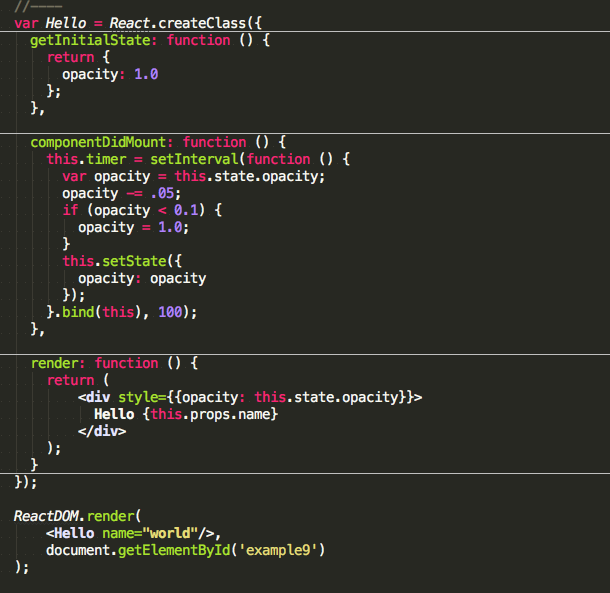 //————
var Hello = React.createClass({
  getInitialState: function () {
    return {
      opacity: 1.0
    };
  },

  componentDidMount: function () {
    this.timer = setInterval(function () {
      var opacity = this.state.opacity;
      opacity -= .05;
      if (opacity < 0.1) {
        opacity = 1.0;
      }
      this.setState({
        opacity: opacity
      });
    }.bind(this), 100);
  },

  render: function () {
    return (
        <div style={{opacity: this.state.opacity}}>
          Hello {this.props.name}
        </div>
    );
  }
});

ReactDOM.render(
    <Hello name="world"/>,
    document.getElementById('example9')
);